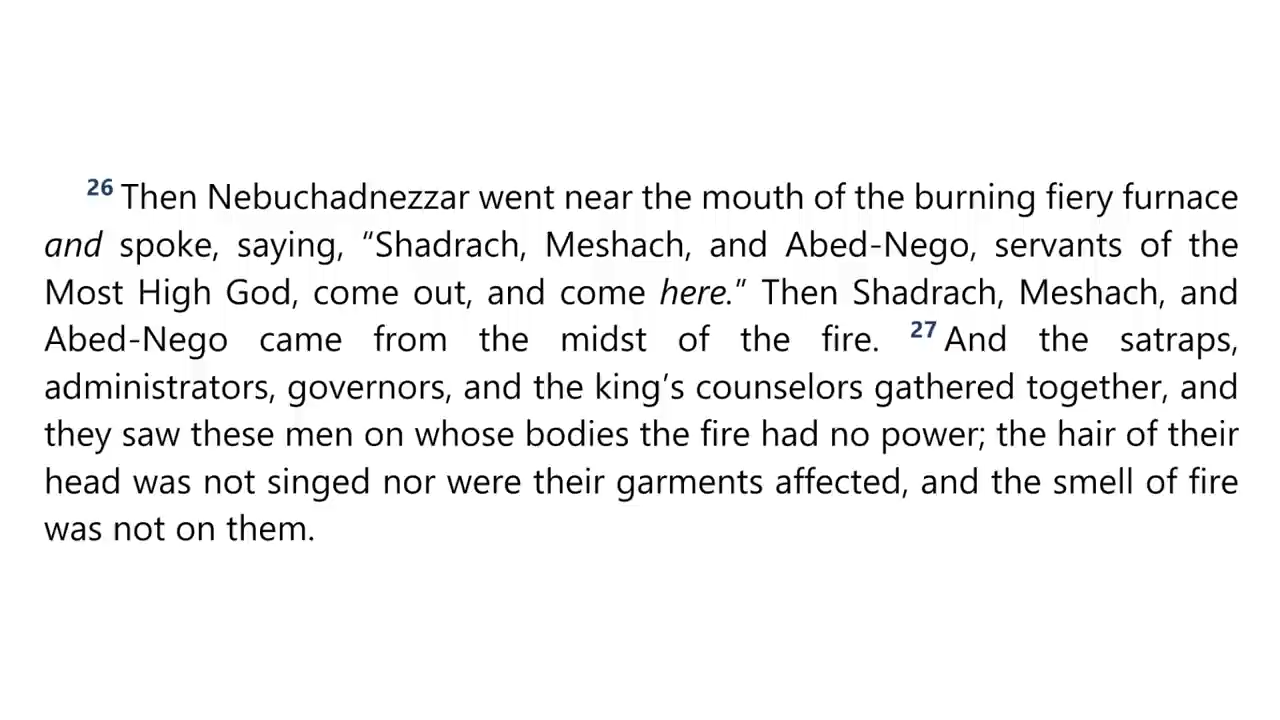 26 Then Nebuchadnezzar went near the mouth of the burning fiery furnace
and spoke, saying, “Shadrach, Meshach, and Abed-Nego, servants of the
Most High God, come out, and come here.” Then Shadrach, Meshach, and
Abed-Nego came from the midst of the fire. 27 And the satraps,
administrators, governors, and the king’s counselors gathered together, and
they saw these men on whose bodies the fire had no power; the hair of their
head was not singed nor were their garments affected, and the smell of fire
was not on them.